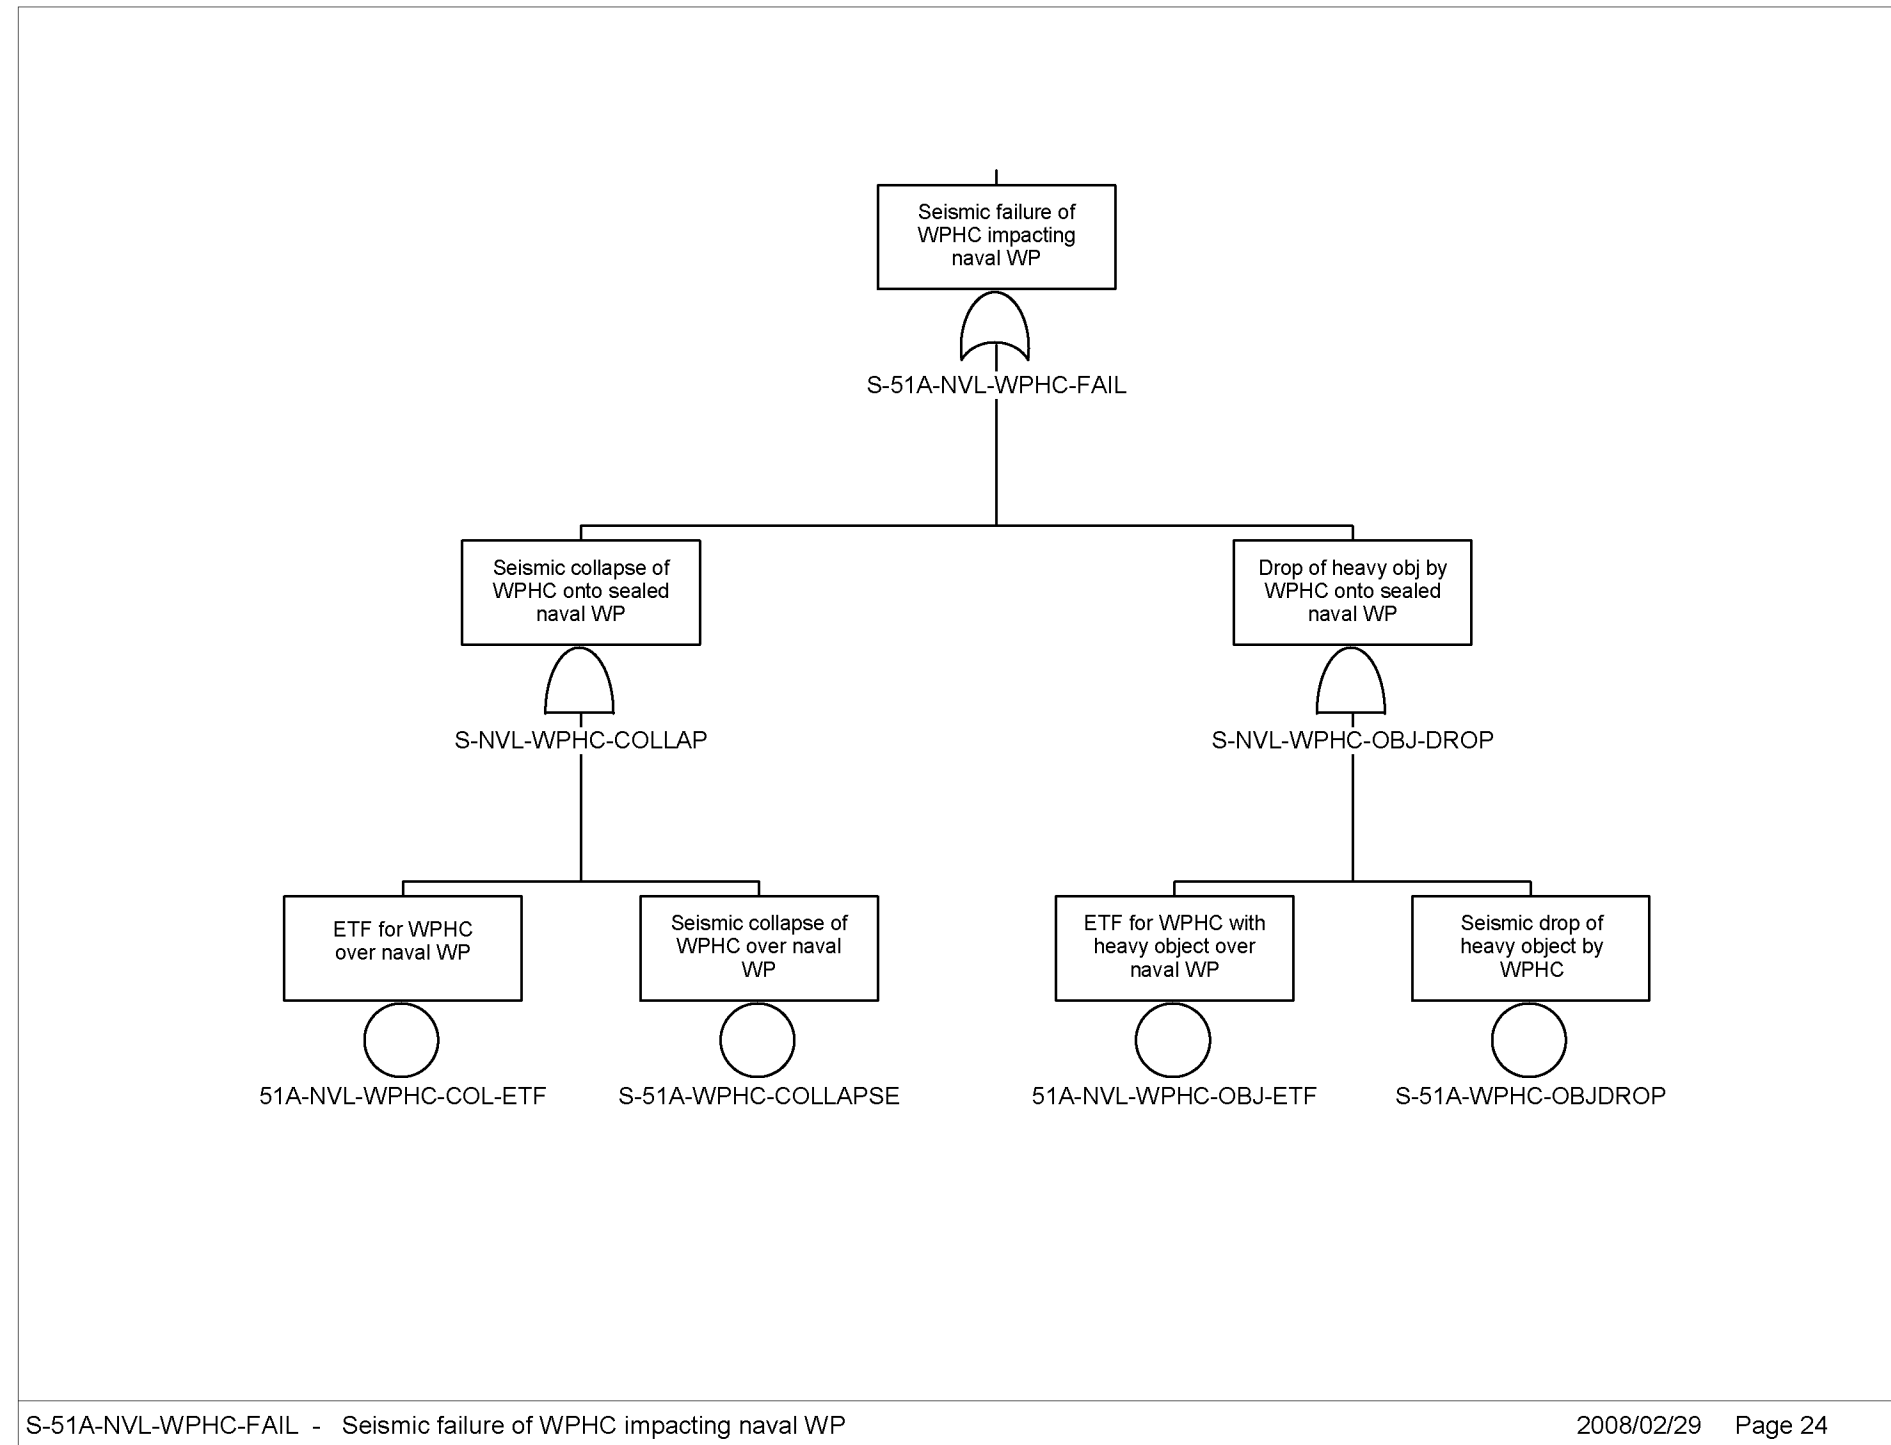 Seismic failure of
WPHC impacting
naval WP
S-51A-NVL-WPHC-FAIL
Seismic collapse of
WPHC onto sealed
naval WP
S-NVL-WPHC-COLLAP
Drop of heavy obj by
WPHC onto sealed
naval WP
S-NVL-WPHC-OBJ-DROP
ETF for WPHC
over naval WP
51A-NVL-WPHC-COL-ETF
Seismic collapse of
WPHC over naval
WP
S-51A-WPHC-COLLAPSE
ETF for WPHC with
heavy object over
naval WP
51A-NVL-WPHC-OBJ-ETF
Seismic drop of
heavy object by
WPHC
S-51A-WPHC-OBJDROP
S-51A-NVL-WPHC-FAIL - Seismic failure of WPHC impacting naval WP
2008/02/29 Page 24